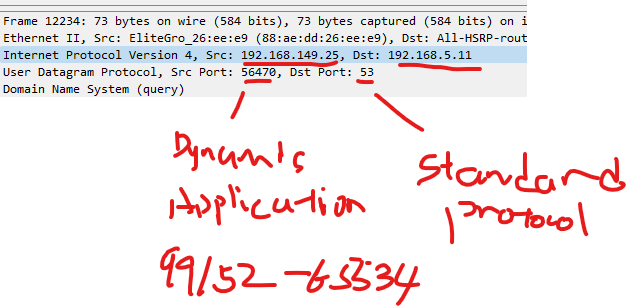 Frame 12234: 73 bytes on wire (584 bits), 73 bytes captured (584 bits) on i
Ethernet II, Src: EliteGro_26:ee:e9 (88:ae:dd:26:ee:e9), Dst: All-HSRP-rout
Internet Protocol Version 4, Src: 192.168.149.25, Dst: 192.168.5.11
User Datagram Protocol, Src Port: 56470, Dst Port: 53
Domain Name System (query)
Dynamis
Application
99152-65534
Standard
protocol